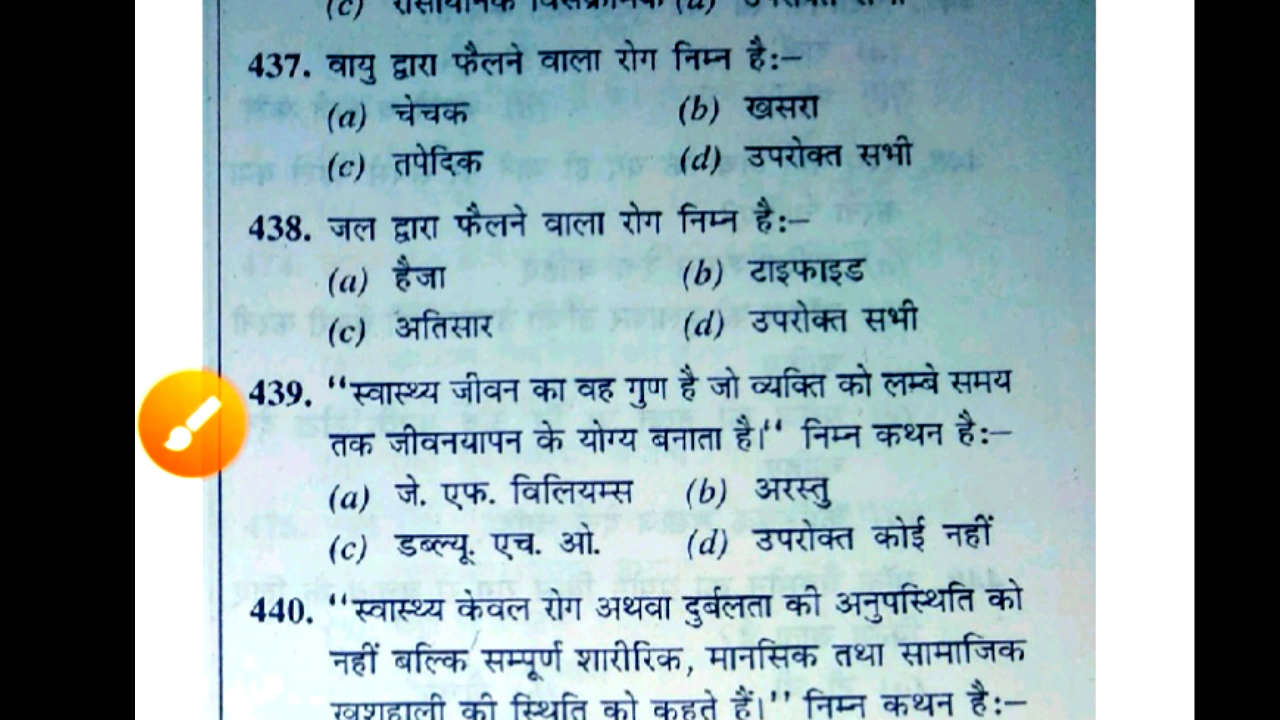 437. वायु द्वारा फैलने वाला रोग निम्न है:–
(a) चेचक (b) खसरा
(c) तपेदिक (d) उपरोक्त सभी
438. जल द्वारा फैलने वाला रोग निम्न है:–
(a) हैजा (b) टाइफाइड
(c) अतिसार (d) उपरोक्त सभी
439. "स्वास्थ्य जीवन का वह गुण है जो व्यक्ति को लम्बे समय
तक जीवनयापन के योग्य बनाता है।" निम्न कथन है:–
(a) जे. एफ. विलियम्स (b) अरस्तु
(c) डब्ल्यू. एच. ओ. (d) उपरोक्त कोई नहीं
440. "स्वास्थ्य केवल रोग अथवा दुर्बलता की अनुपस्थिति को
नहीं बल्कि सम्पूर्ण शारीरिक, मानसिक तथा सामाजिक
खुशहाली की स्थिति को कहते हैं।" निम्न कथन है:–